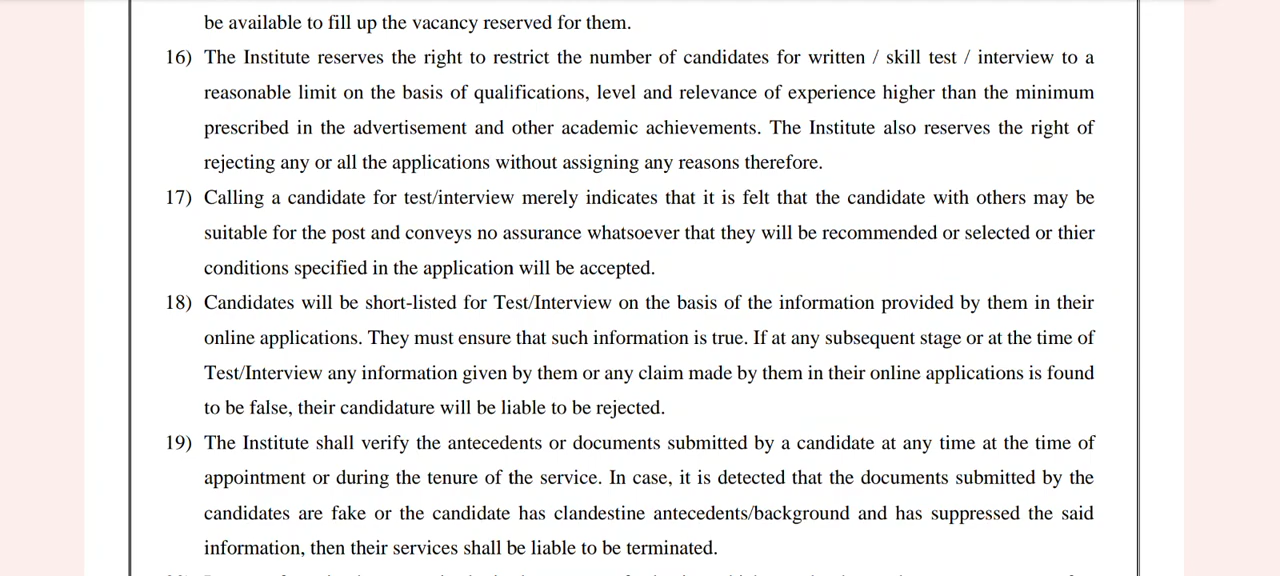 be available to fill up the vacancy reserved for them.
16) The Institute reserves the right to restrict the number of candidates for written / skill test / interview to a
reasonable limit on the basis of qualifications, level and relevance of experience higher than the minimum
prescribed in the advertisement and other academic achievements. The Institute also reserves the right of
rejecting any or all the applications without assigning any reasons therefore.
17) Calling a candidate for test/interview merely indicates that it is felt that the candidate with others may be
suitable for the post and conveys no assurance whatsoever that they will be recommended or selected or thier
conditions specified in the application will be accepted.
18) Candidates will be short-listed for Test/Interview on the basis of the information provided by them in their
online applications. They must ensure that such information is true. If at any subsequent stage or at the time of
Test/Interview any information given by them or any claim made by them in their online applications is found
to be false, their candidature will be liable to be rejected.
19) The Institute shall verify the antecedents or documents submitted by a candidate at any time at the time of
appointment or during the tenure of the service. In case, it is detected that the documents submitted by the
candidates are fake or the candidate has clandestine antecedents/background and has suppressed the said
information, then their services shall be liable to be terminated.